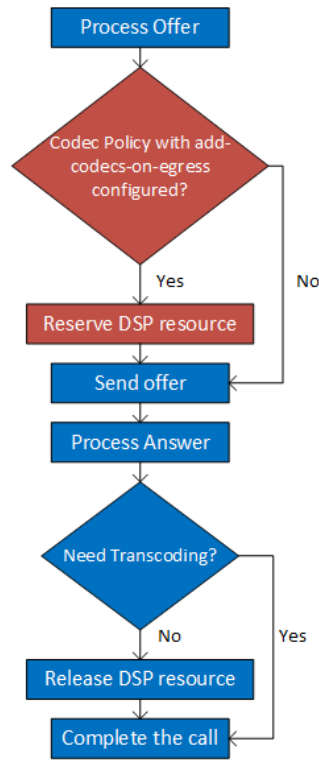 Process Offer
Codec Policy with add-
codecs-on-egress
configured?
Yes
No
Reserve DSP resource
Send offer
Process Answer
Need Transcoding?
No
Yes
Release DSP resource
Complete the call